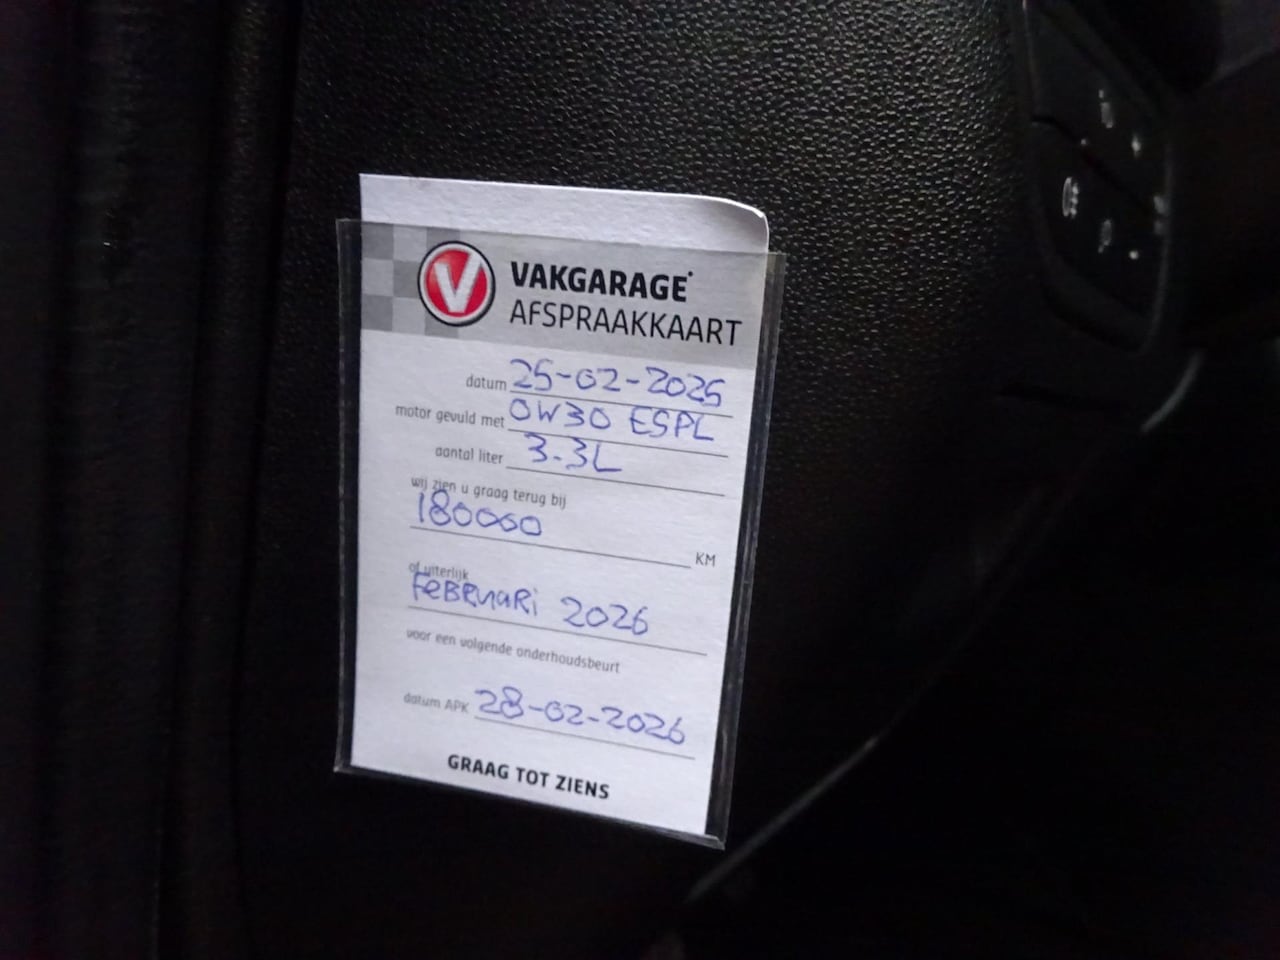 V
VAKGARAGE
AFSPRAAKKAART
datum 25-02-2025
motor gevuld met 0W30 ESPL
aantal liter 3.3L
wij zien u graag terug bij
180000 KM
of uiterlijk
FEBRUARI 2026
voor een volgende onderhoudsbeurt
datum APK 28-02-2026
GRAAG TOT ZIENS